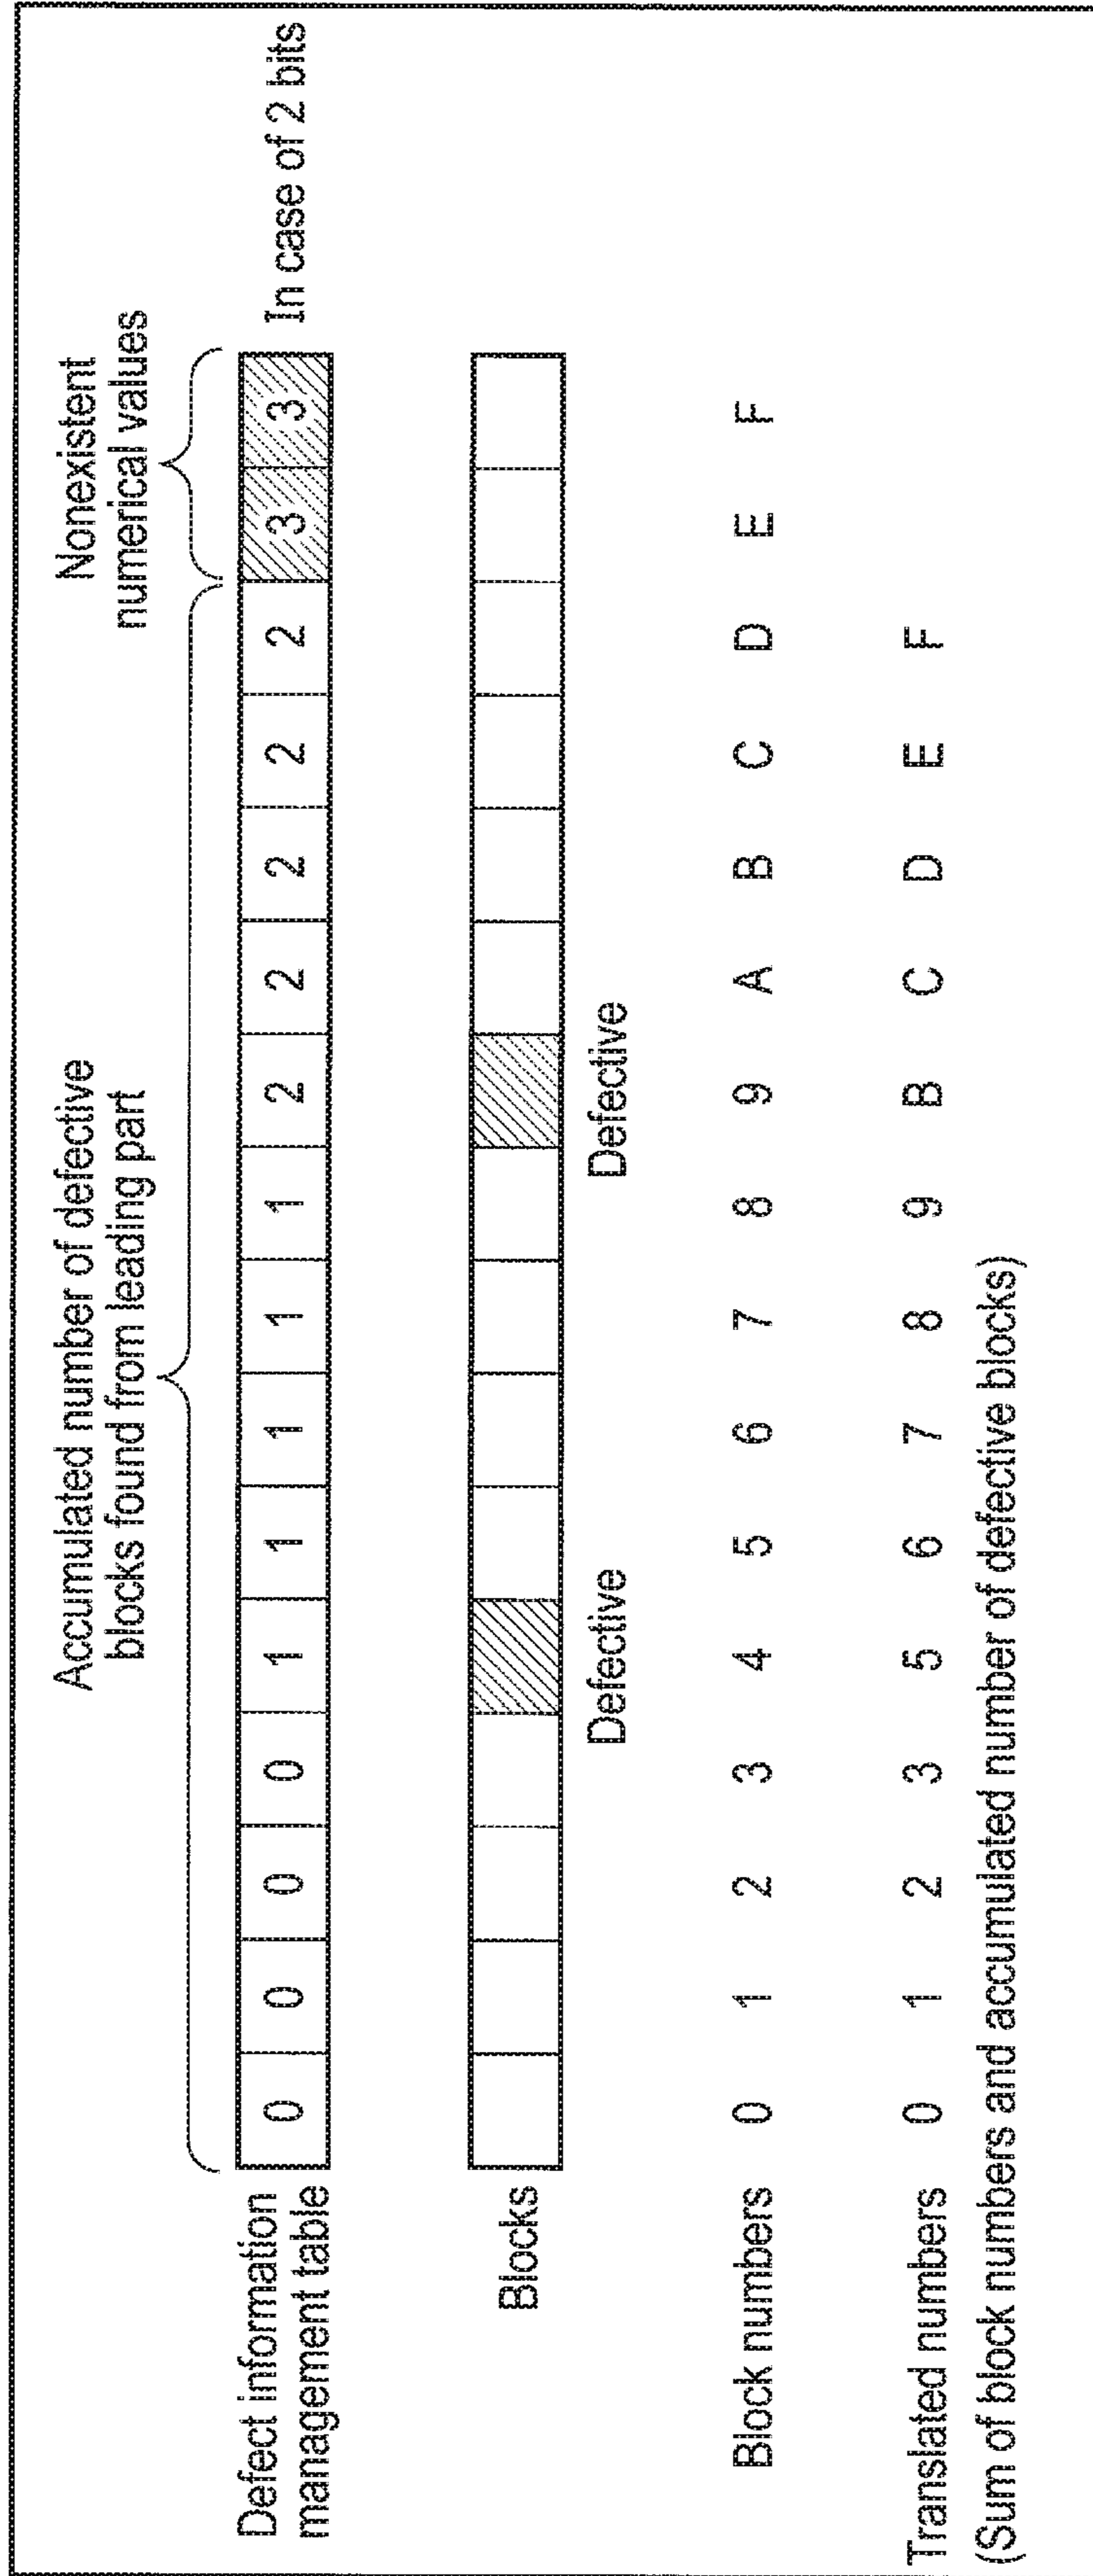 Accumulated number of defective
blocks found from leading part
Nonexistent
numerical values
Defect information
management table
0 0 0 0 1 1 1 1 1 2 2 2 2 2 3 3
In case of 2 bits
Blocks
Defective
Defective
Block numbers 0 1 2 3 4 5 6 7 8 9 A B C D E F
Translated numbers 0 1 2 3 5 6 7 8 9 B C D E F
(Sum of block numbers and accumulated number of defective blocks)